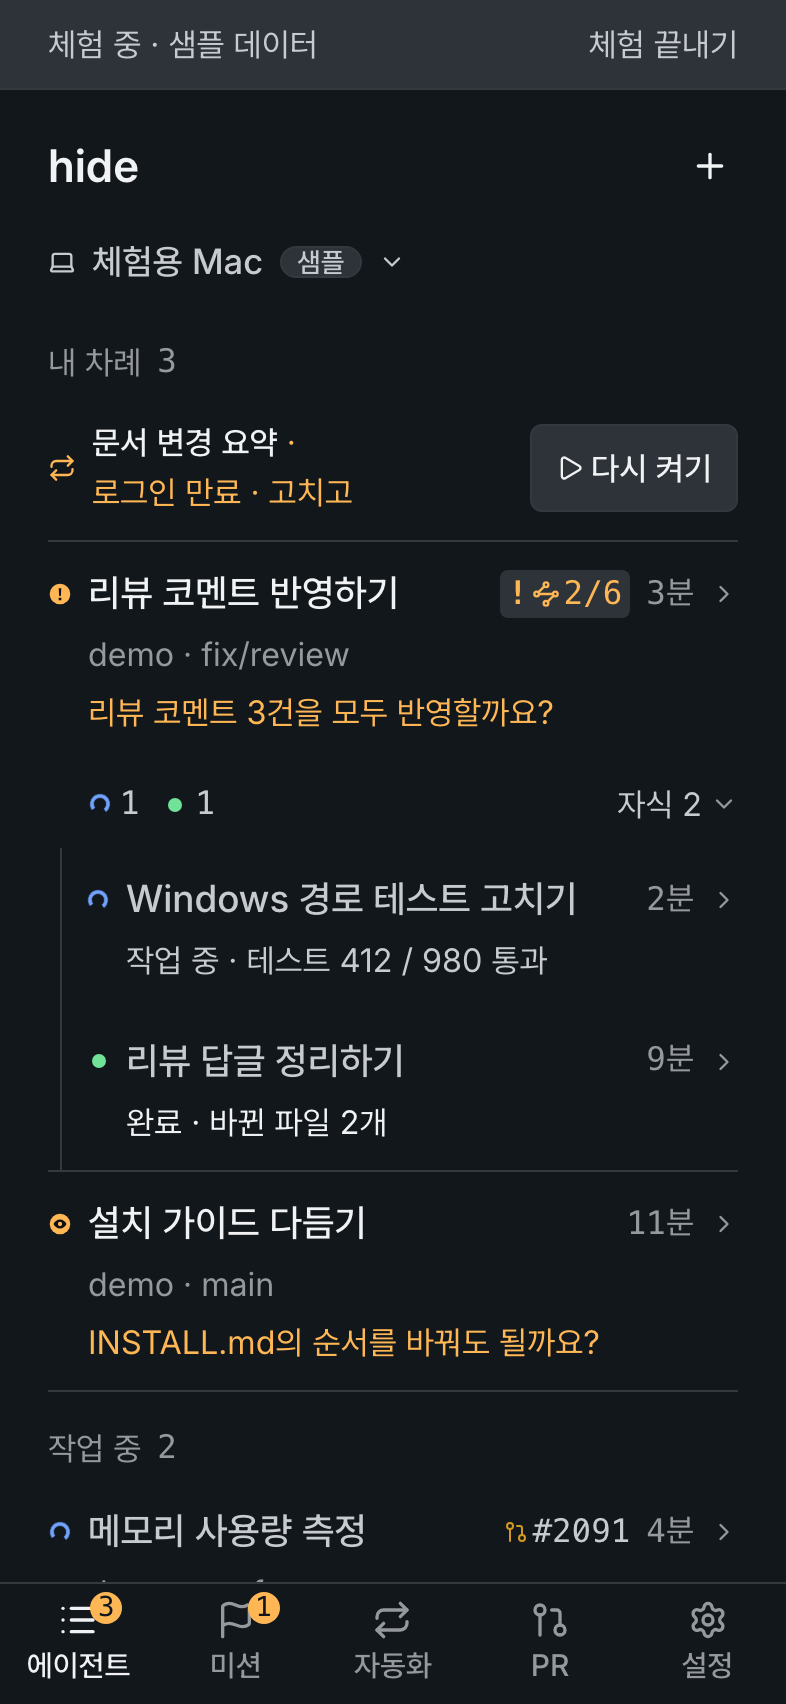 체험 중 · 샘플 데이터 체험 끝내기
hide
체험용 Mac 샘플
내 차례 3
문서 변경 요약 ·
로그인 만료 · 고치고
다시 켜기
리뷰 코멘트 반영하기 ! 2/6 3분
demo · fix/review
리뷰 코멘트 3건을 모두 반영할까요?
1 1 자식 2
Windows 경로 테스트 고치기 2분
작업 중 · 테스트 412 / 980 통과
리뷰 답글 정리하기 9분
완료 · 바뀐 파일 2개
설치 가이드 다듬기 11분
demo · main
INSTALL.md의 순서를 바꿔도 될까요?
작업 중 2
메모리 사용량 측정 #2091 4분
3 1
에이전트 미션 자동화 PR 설정